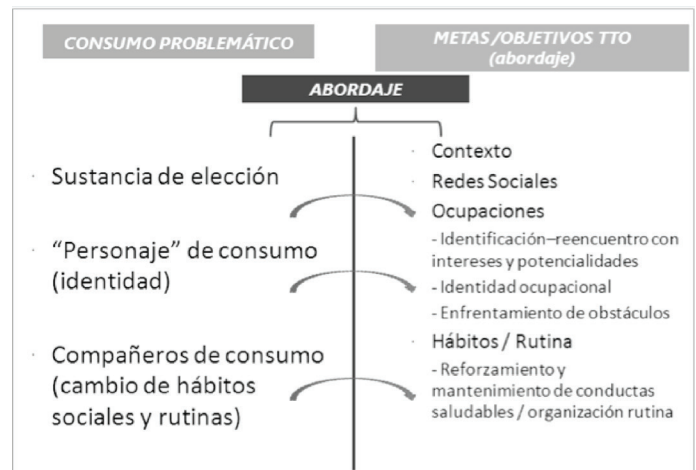 CONSUMO PROBLEMÁTICO
METAS/OBJETIVOS TTO
(abordaje)
ABORDAJE
· Sustancia de elección
· “Personaje” de consumo
(identidad)
· Compañeros de consumo
(cambio de hábitos
sociales y rutinas)
· Contexto
· Redes Sociales
· Ocupaciones
- Identificación–reencuentro con
intereses y potencialidades
- Identidad ocupacional
- Enfrentamiento de obstáculos
· Hábitos / Rutina
- Reforzamiento y
mantenimiento de conductas
saludables / organización rutina